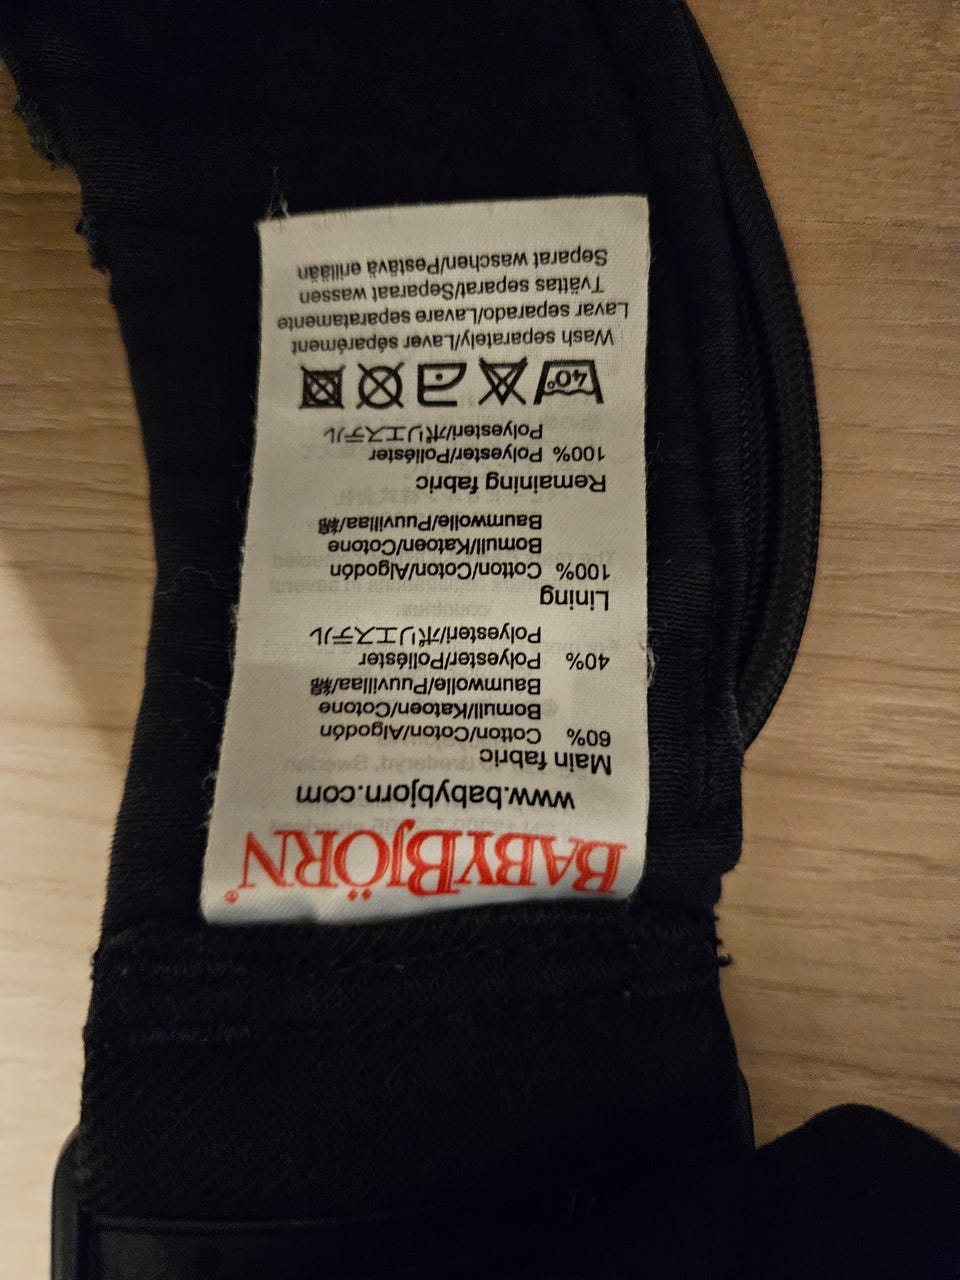 BABYBJÖRN®
www.babybjorn.com
Main fabric
60% Cotton/Coton/Algodón
Bomull/Katoen/Cotone
Baumwolle/Puuvillaa/綿
40% Polyester/Poliéster
Polyesteri/ポリエステル
Lining
100% Cotton/Coton/Algodón
Bomull/Katoen/Cotone
Baumwolle/Puuvillaa/綿
Remaining fabric
100% Polyester/Poliéster
Polyesteri/ポリエステル
40°
Wash separately/Laver séparément
Lavar separado/Lavare separatamente
Tvättas separat/Separaat wassen
Separat waschen/Pestävä erillään